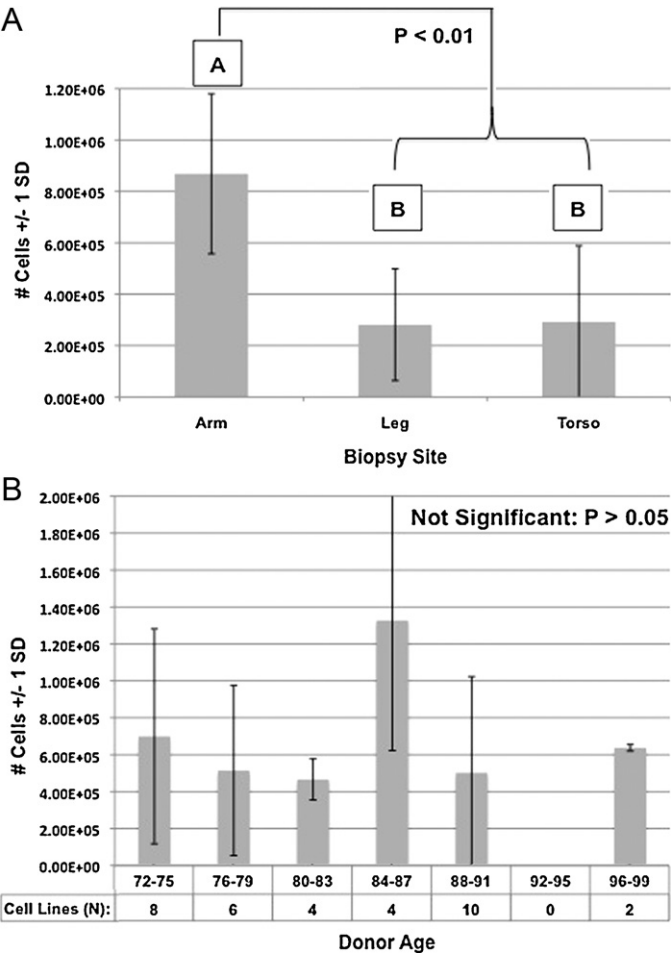 A
P < 0.01
A
B
B
# Cells +/- 1 SD
1.20E+06
1.00E+06
8.00E+05
6.00E+05
4.00E+05
2.00E+05
0.00E+00
Arm Leg Torso
Biopsy Site
B
Not Significant: P > 0.05
# Cells +/- 1 SD
2.00E+06
1.80E+06
1.60E+06
1.40E+06
1.20E+06
1.00E+06
8.00E+05
6.00E+05
4.00E+05
2.00E+05
0.00E+00
72-75 76-79 80-83 84-87 88-91 92-95 96-99
Cell Lines (N): 8 6 4 4 10 0 2
Donor Age